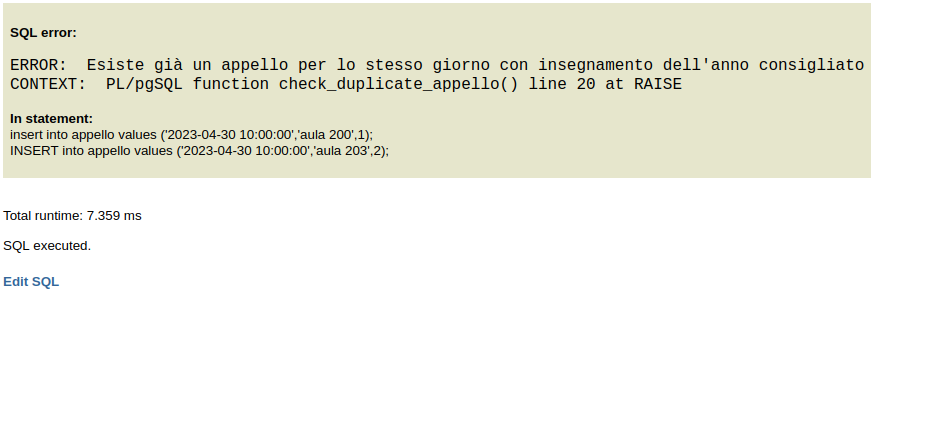 SQL error:
ERROR:  Esiste già un appello per lo stesso giorno con insegnamento dell'anno consigliato
CONTEXT:  PL/pgSQL function check_duplicate_appello() line 20 at RAISE
In statement:
insert into appello values ('2023-04-30 10:00:00','aula 200',1);
INSERT into appello values ('2023-04-30 10:00:00','aula 203',2);
Total runtime: 7.359 ms
SQL executed.
Edit SQL